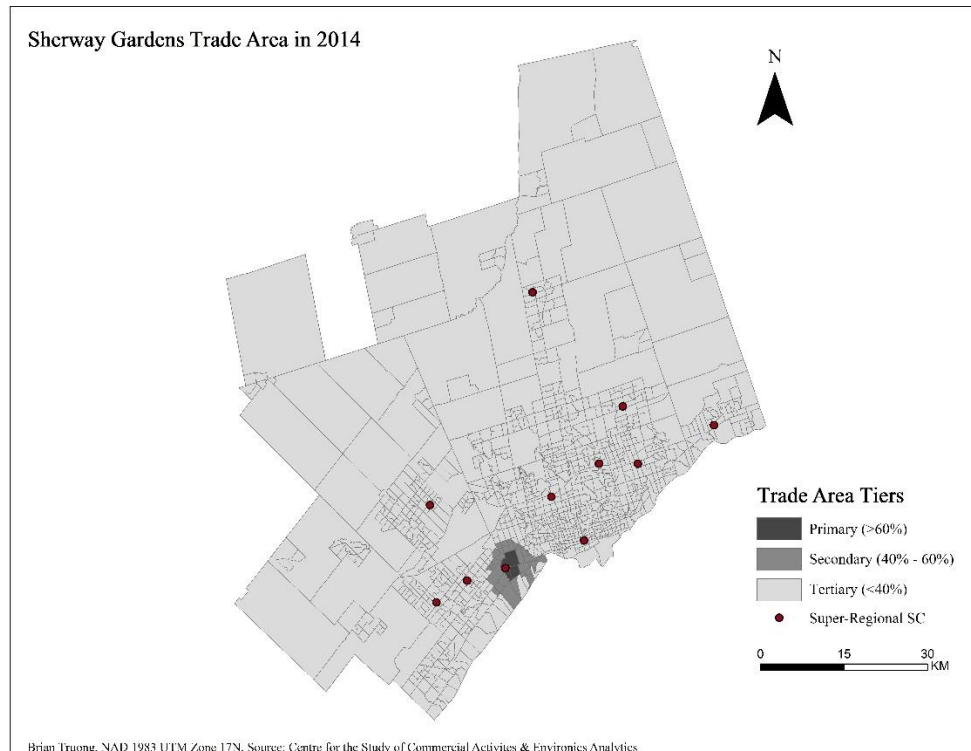 Sherway Gardens Trade Area in 2014
N
Trade Area Tiers
Primary (>60%)
Secondary (40% - 60%)
Tertiary (<40%)
Super-Regional SC
0 15 30
KM
Brian Truong, NAD 1983 UTM Zone 17N, Source: Centre for the Study of Commercial Activites & Environics Analytics